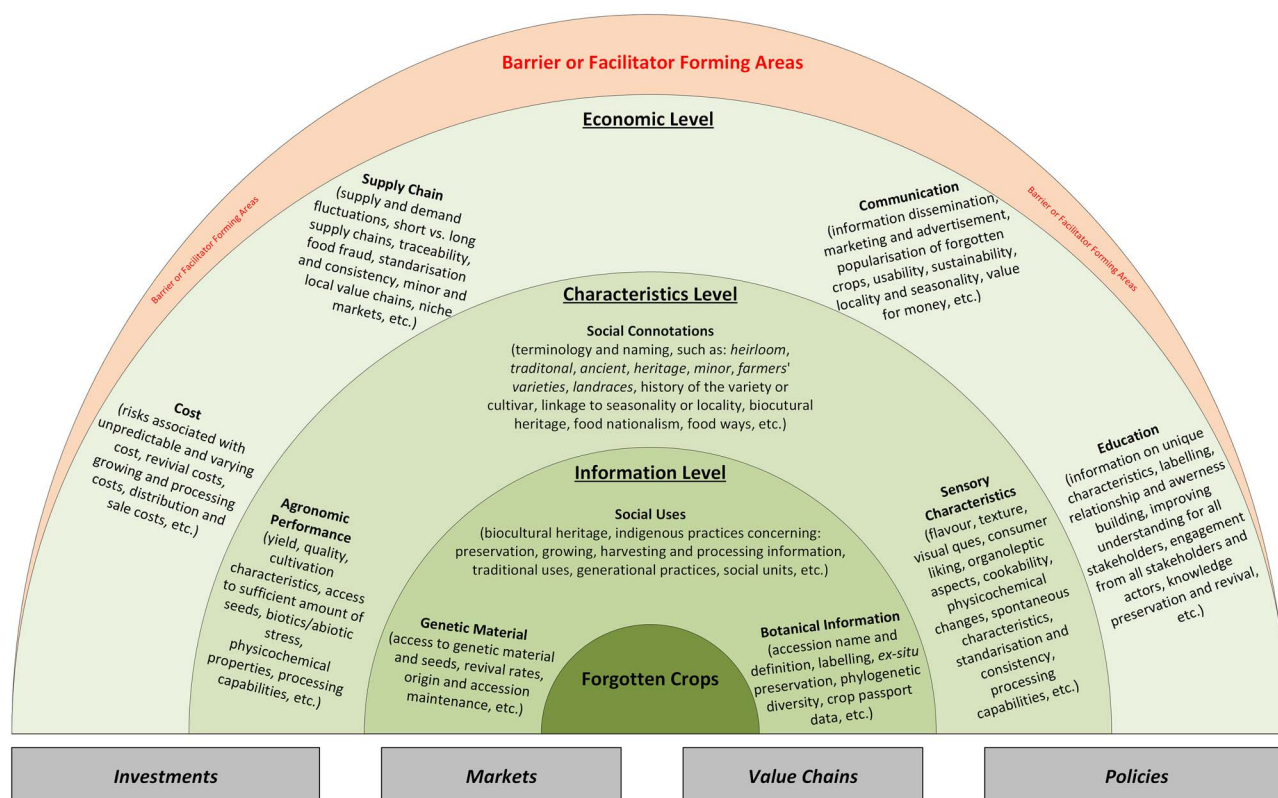 Barrier or Facilitator Forming Areas
Barrier or Facilitator Forming Areas
Barrier or Facilitator Forming Areas
Economic Level
Supply Chain
(supply and demand
fluctuations, short vs. long
supply chains, traceability,
food fraud, standarisation
and consistency, minor and
local value chains, niche
markets, etc.)
Communication
(information dissemination,
marketing and advertisement,
popularisation of forgotten
crops, usability, sustainability,
locality and seasonality, value
for money, etc.)
Cost
(risks associated with
unpredictable and varying
cost, revivial costs,
growing and processing
costs, distribution and
sale costs, etc.)
Education
(information on unique
characteristics, labelling,
relationship and awerness
building, improving
understanding for all
stakeholders, engagement
from all stakeholders and
actors, knowledge
preservation and revival,
etc.)
Characteristics Level
Social Connotations
(terminology and naming, such as: heirloom,
traditonal, ancient, heritage, minor, farmers'
varieties, landraces, history of the variety or
cultivar, linkage to seasonality or locality, biocutural
heritage, food nationalism, food ways, etc.)
Agronomic
Performance
(yield, quality,
cultivation
characteristics, access
to sufficient amount of
seeds, biotics/abiotic
stress,
physicochemical
properties, processing
capabilities, etc.)
Sensory
Characteristics
(flavour, texture,
visual ques, consumer
liking, organoleptic
aspects, cookability,
physicochemical
changes, spontaneous
characteristics,
standarisation and
consistency,
processing
capabilities, etc.)
Information Level
Social Uses
(biocultural heritage, indigenous practices concerning:
preservation, growing, harvesting and processing information,
traditional uses, generational practices, social units, etc.)
Genetic Material
(access to genetic material
and seeds, revival rates,
origin and accession
maintenance, etc.)
Botanical Information
(accession name and
definition, labelling, ex-situ
preservation, phylogenetic
diversity, crop passport
data, etc.)
Forgotten Crops
Investments
Markets
Value Chains
Policies